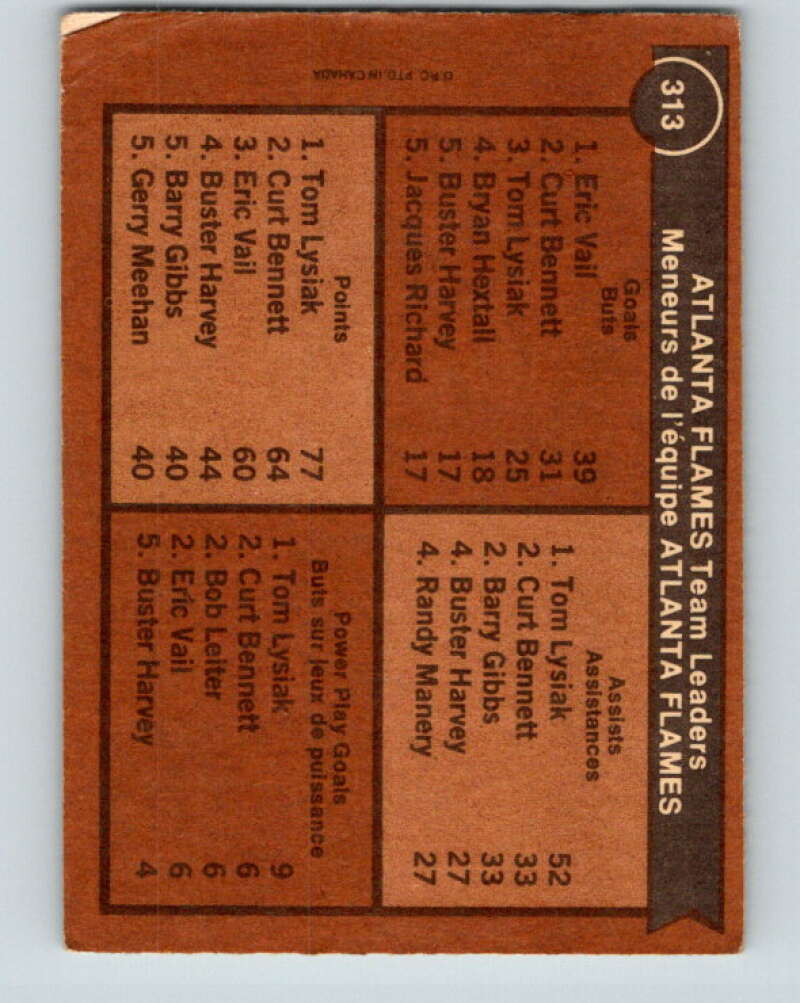 313
ATLANTA FLAMES Team Leaders
Meneurs de l'équipe ATLANTA FLAMES
Goals
Buts
1. Eric Vail 39
2. Curt Bennett 31
3. Tom Lysiak 25
4. Bryan Hextall 18
5. Buster Harvey 17
5. Jacques Richard 17
Assists
Assistances
1. Tom Lysiak 52
2. Curt Bennett 33
2. Barry Gibbs 33
4. Buster Harvey 27
4. Randy Manery 27
Points
1. Tom Lysiak 77
2. Curt Bennett 64
3. Eric Vail 60
4. Buster Harvey 44
5. Barry Gibbs 40
5. Gerry Meehan 40
Power Play Goals
Buts sur jeux de puissance
1. Tom Lysiak 9
2. Curt Bennett 6
2. Bob Leiter 6
2. Eric Vail 6
5. Buster Harvey 4
O.P.C. PTD. IN CANADA